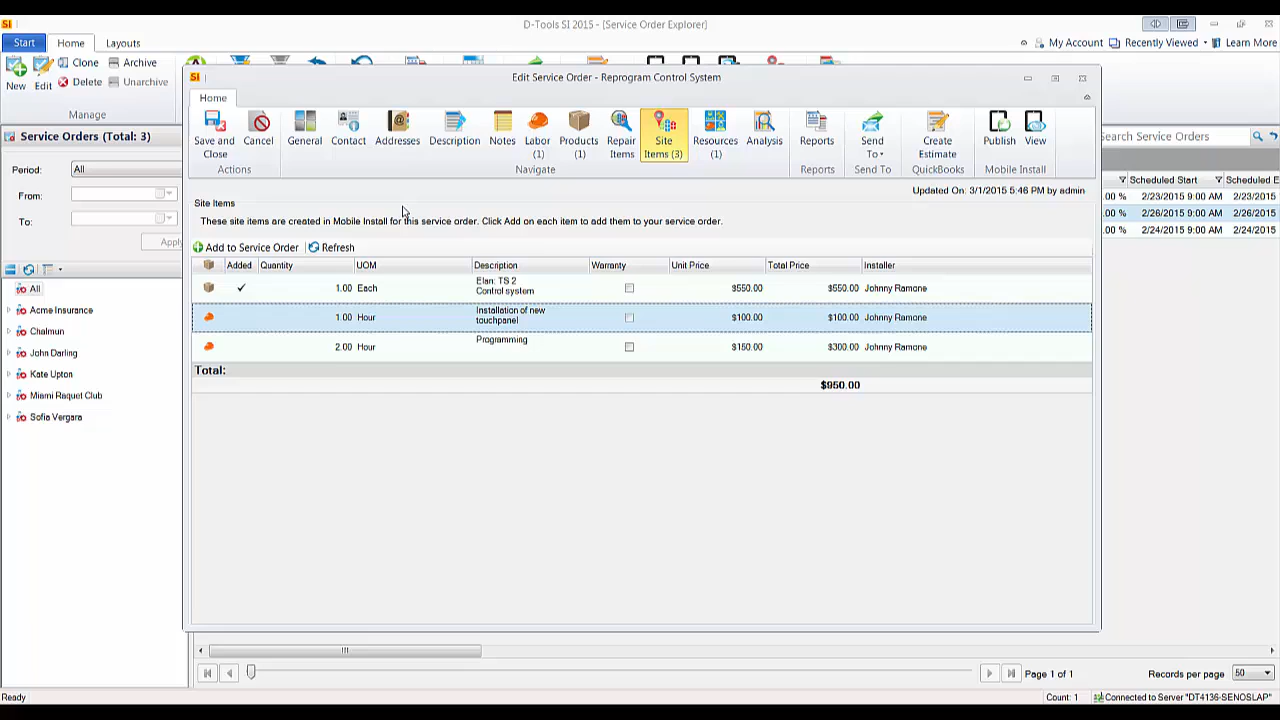 SI
D-Tools SI 2015 - [Service Order Explorer]
Start Home Layouts
My Account Recently Viewed Learn More
New Edit Clone Delete Archive Unarchive
Manage
SI
Edit Service Order - Reprogram Control System
Home
Save and Close Cancel General Contact Addresses Description Notes Labor (1) Products (1) Repair Items Site Items (3) Resources (1) Analysis Reports Send To Create Estimate Publish View
Actions Navigate Reports Send To QuickBooks Mobile Install
Service Orders (Total: 3)
Search Service Orders
Period: All
From:
To:
Apply
All
Acme Insurance
Chalmun
John Darling
Kate Upton
Miami Raquet Club
Sofia Vergara
Updated On: 3/1/2015 5:46 PM by admin
Site Items
These site items are created in Mobile Install for this service order. Click Add on each item to add them to your service order.
Add to Service Order Refresh
Added Quantity UOM Description Warranty Unit Price Total Price Installer
1.00 Each Elan: TS 2 Control system $550.00 $550.00 Johnny Ramone
1.00 Hour Installation of new touchpanel $100.00 $100.00 Johnny Ramone
2.00 Hour Programming $150.00 $300.00 Johnny Ramone
Total:
$950.00
Scheduled Start Scheduled E
.00 % 2/23/2015 9:00 AM 2/23/2015
.00 % 2/26/2015 9:00 AM 2/26/2015
.00 % 2/24/2015 9:00 AM 2/24/2015
Page 1 of 1 Records per page 50
Ready Count: 1 Connected to Server "DT4136-SENOSLAP"